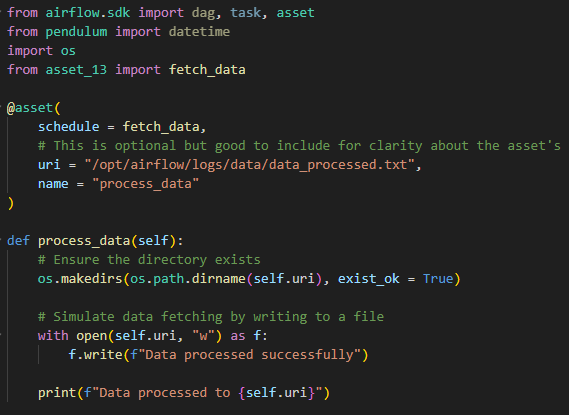 from airflow.sdk import dag, task, asset
from pendulum import datetime
import os
from asset_13 import fetch_data
@asset(
    schedule = fetch_data,
    # This is optional but good to include for clarity about the asset's
    uri = "/opt/airflow/logs/data/data_processed.txt",
    name = "process_data"
)
def process_data(self):
    # Ensure the directory exists
    os.makedirs(os.path.dirname(self.uri), exist_ok = True)
    # Simulate data fetching by writing to a file
    with open(self.uri, "w") as f:
        f.write(f"Data processed successfully")
    print(f"Data processed to {self.uri}")